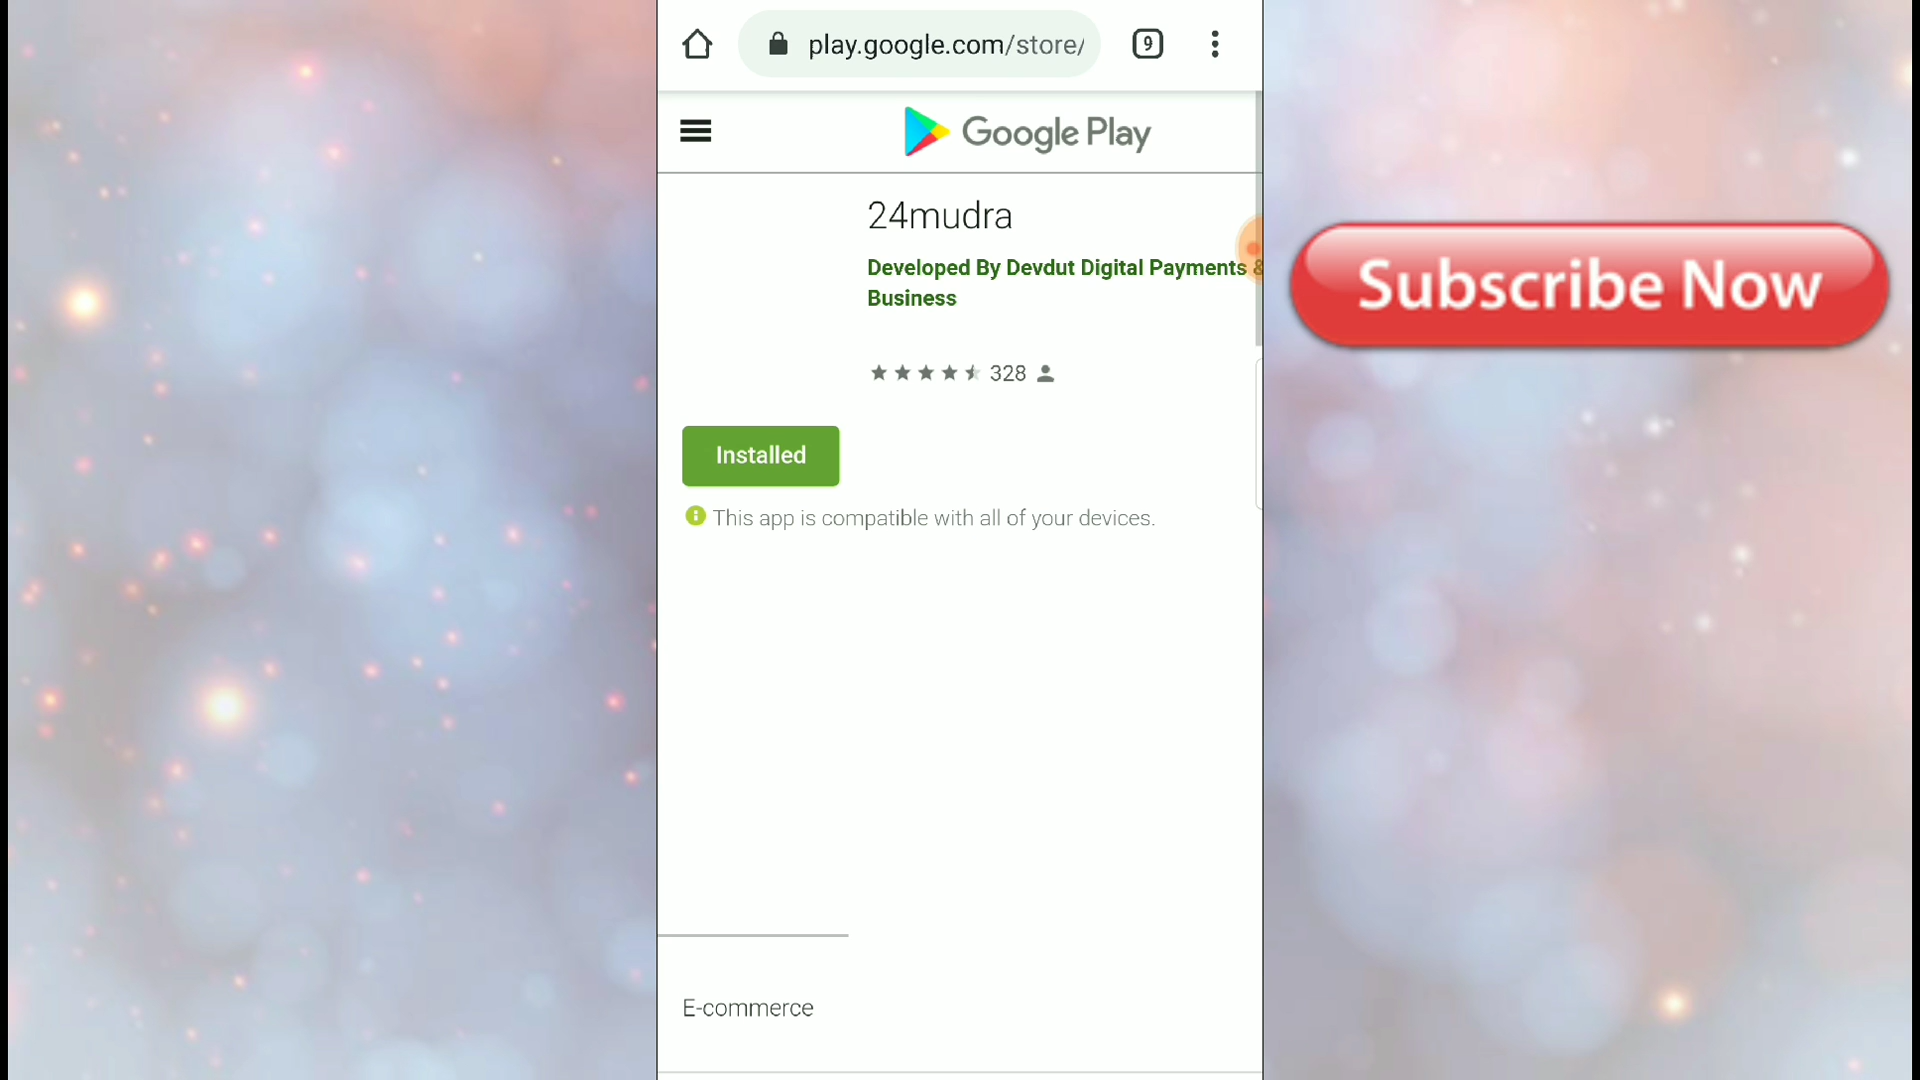 play.google.com/store/
9
Google Play
24mudra
Developed By Devdut Digital Payments &
Business
328
Installed
This app is compatible with all of your devices.
E-commerce
Subscribe Now